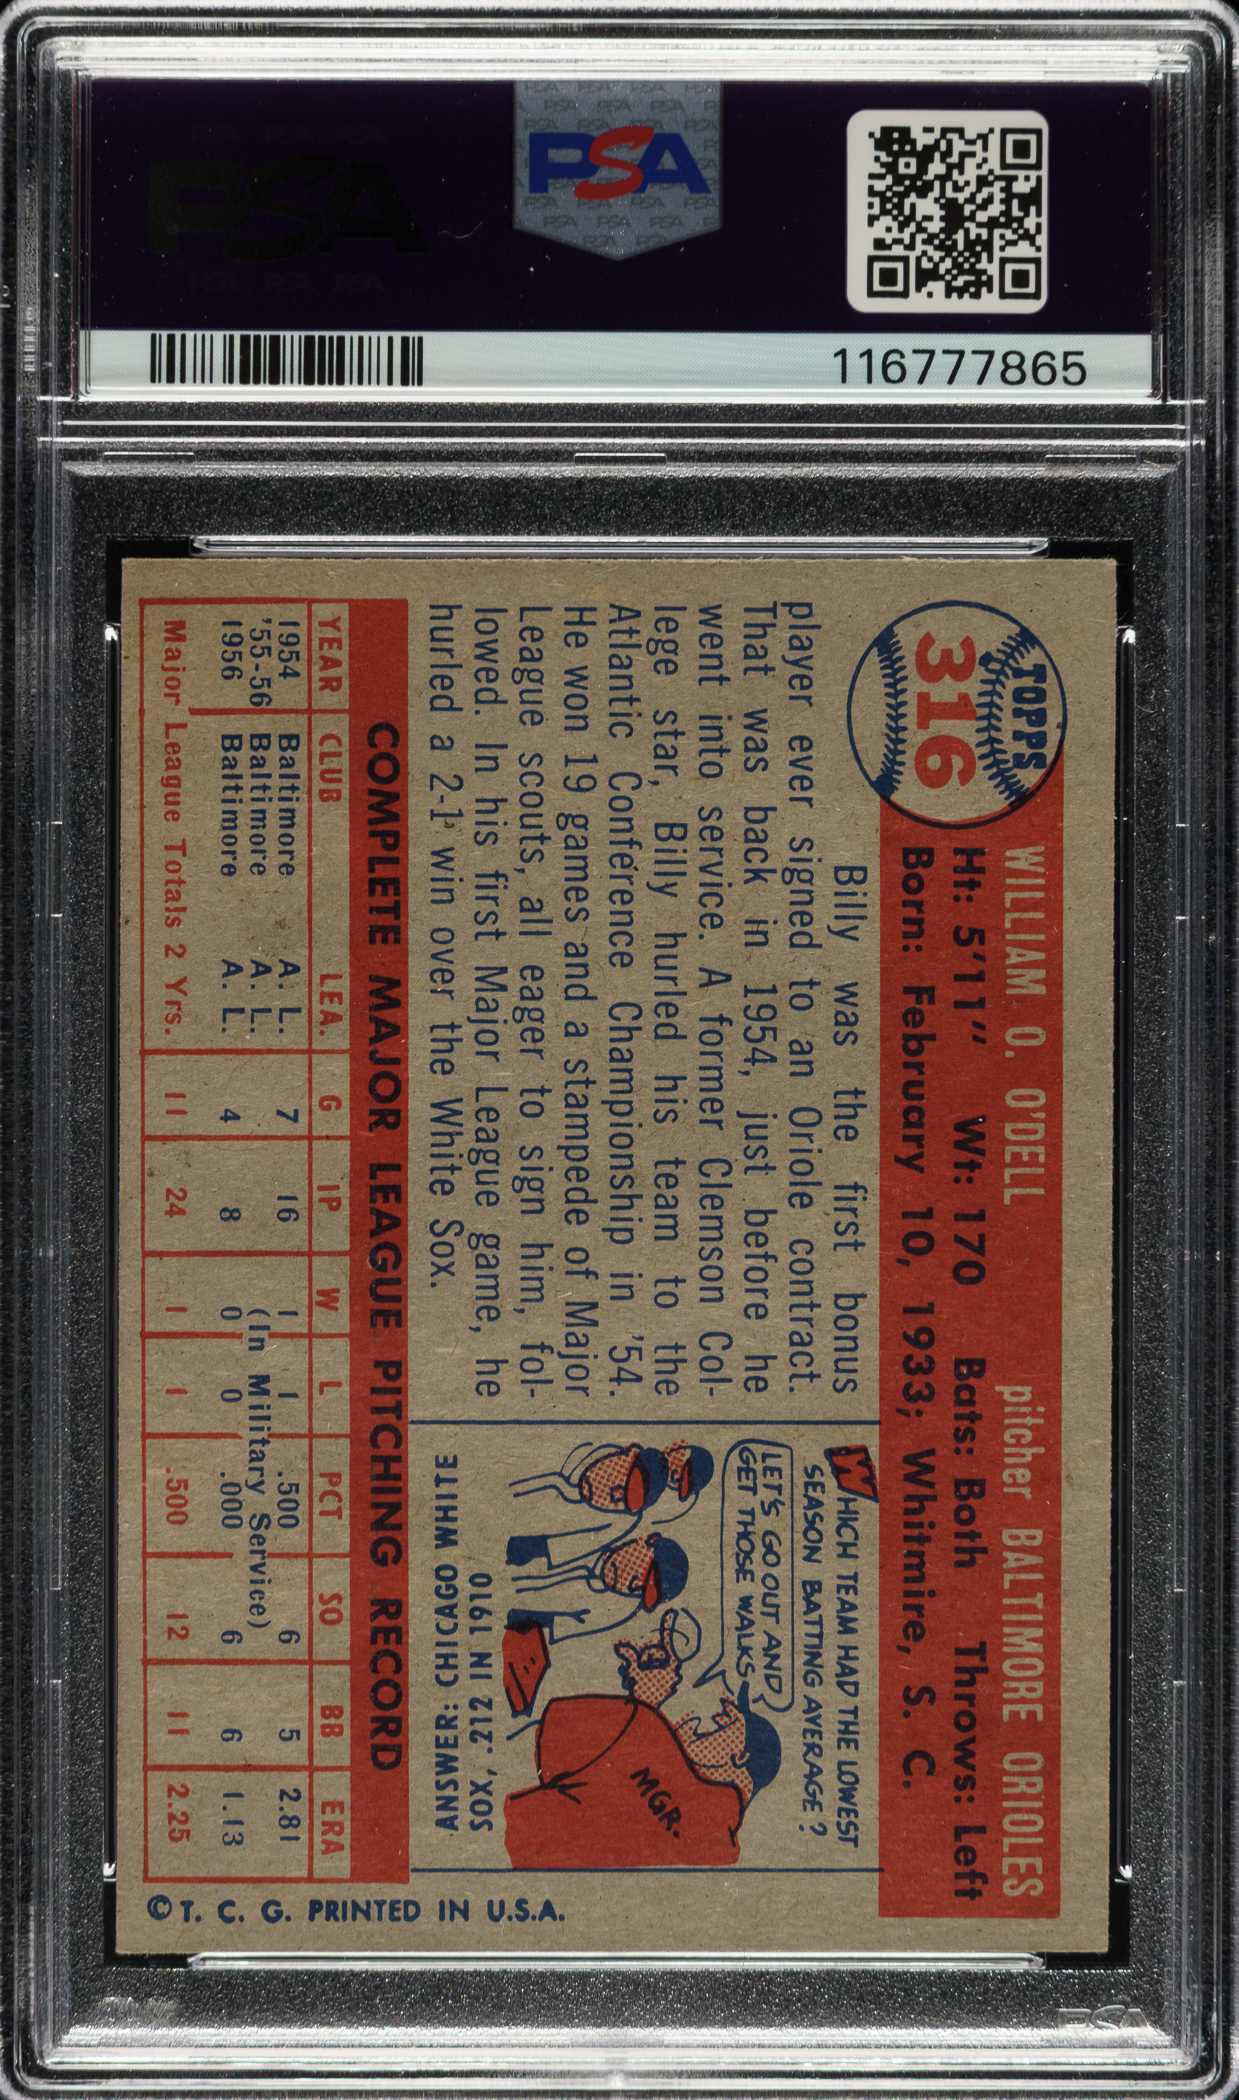 PSA
116777865
TOPPS
316
WILLIAM O. O'DELL pitcher BALTIMORE ORIOLES
Ht: 5'11" Wt: 170 Bats: Both Throws: Left
Born: February 10, 1933; Whitmire, S. C.
Billy was the first bonus
player ever signed to an Oriole contract.
That was back in 1954, just before he
went into service. A former Clemson Col-
lege star, Billy hurled his team to the
Atlantic Conference Championship in '54.
He won 19 games and a stampede of Major
League scouts, all eager to sign him, fol-
lowed. In his first Major League game, he
hurled a 2-1 win over the White Sox.
WHICH TEAM HAD THE LOWEST
SEASON BATTING AVERAGE?
LET'S GO OUT AND
GET THOSE WALKS
MGR.
ANSWER: CHICAGO WHITE
SOX, .212 IN 1910
COMPLETE MAJOR LEAGUE PITCHING RECORD
YEAR CLUB LEA. G IP W L PCT SO BB ERA
1954 Baltimore A. L. 7 16 1 1 .500 6 5 2.81
'55-56 Baltimore A. L. (In Military Service)
1956 Baltimore A. L. 4 8 0 0 .000 6 6 1.13
Major League Totals 2 Yrs. 11 24 1 1 .500 12 11 2.25
© T. C. G. PRINTED IN U.S.A.
PSA